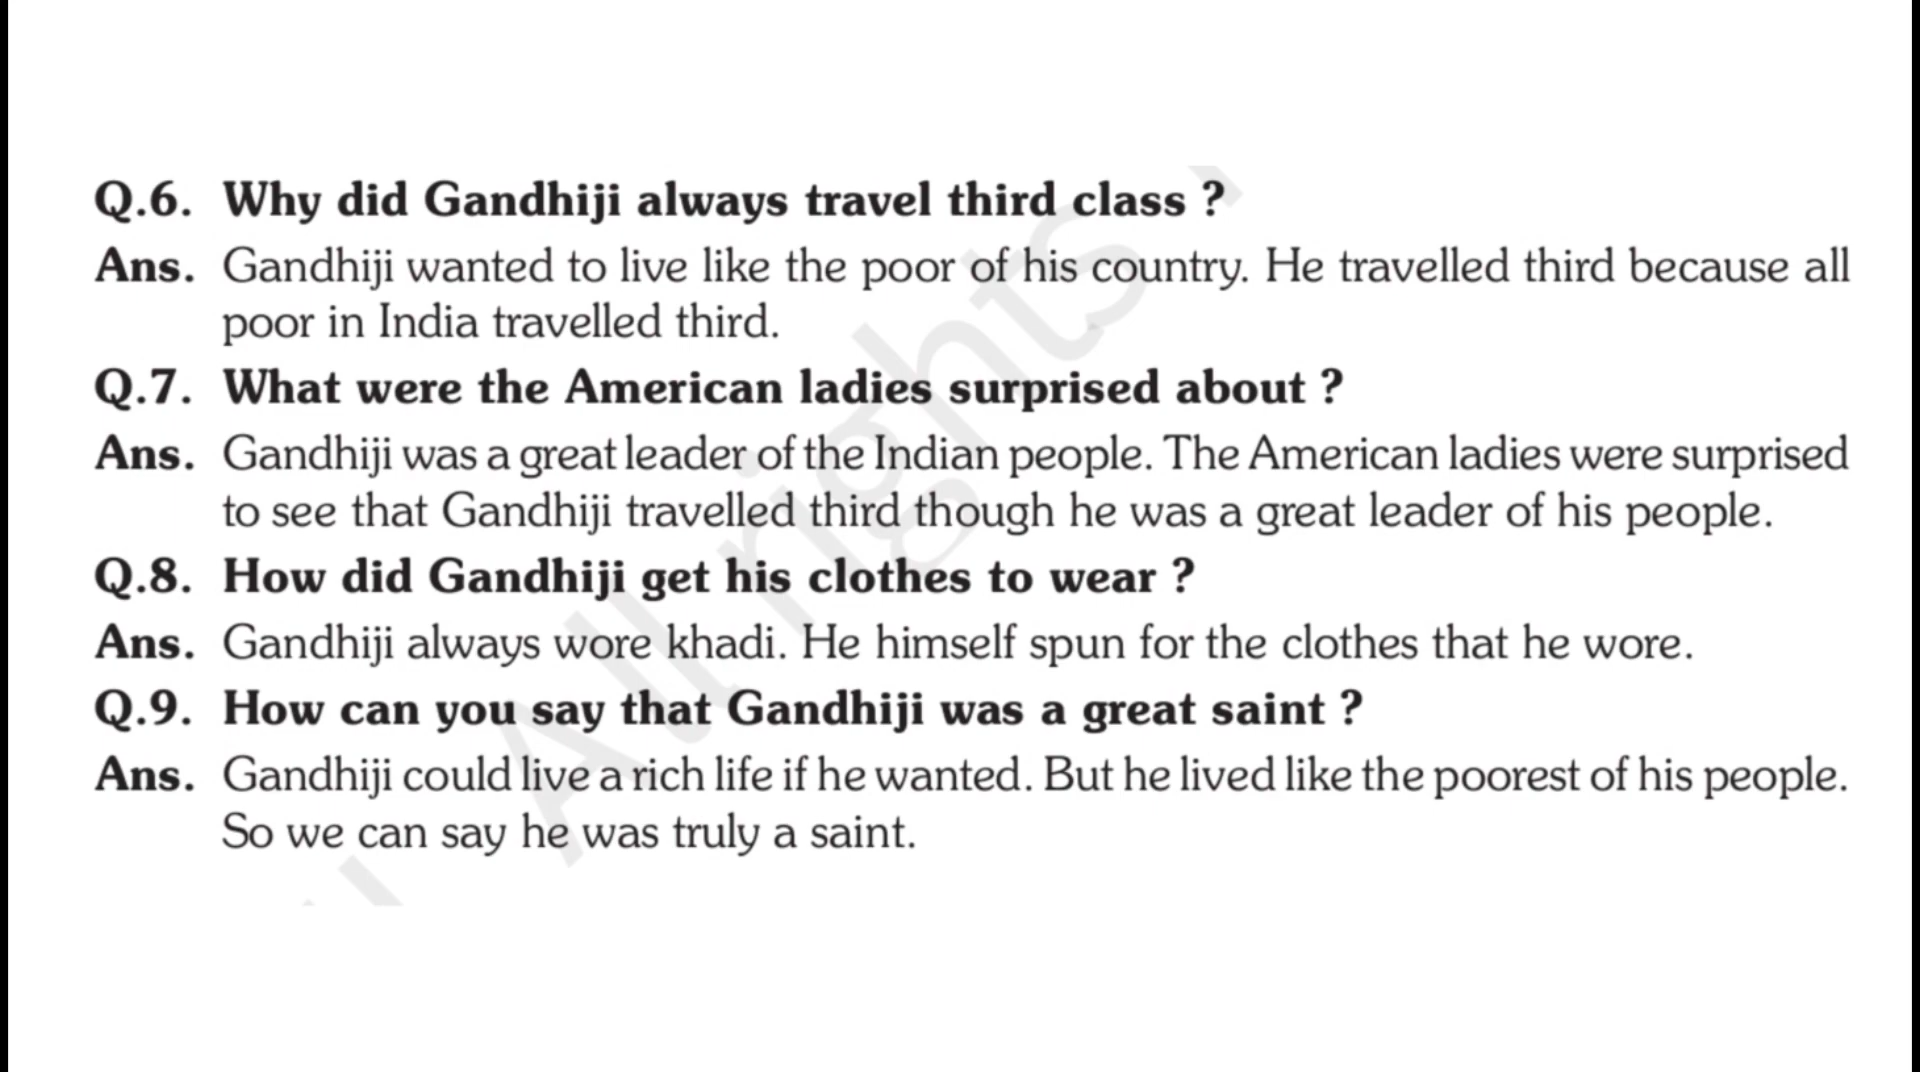 Q.6. Why did Gandhiji always travel third class ?
Ans. Gandhiji wanted to live like the poor of his country. He travelled third because all
poor in India travelled third.
Q.7. What were the American ladies surprised about ?
Ans. Gandhiji was a great leader of the Indian people. The American ladies were surprised
to see that Gandhiji travelled third though he was a great leader of his people.
Q.8. How did Gandhiji get his clothes to wear ?
Ans. Gandhiji always wore khadi. He himself spun for the clothes that he wore.
Q.9. How can you say that Gandhiji was a great saint ?
Ans. Gandhiji could live a rich life if he wanted. But he lived like the poorest of his people.
So we can say he was truly a saint.
All rights